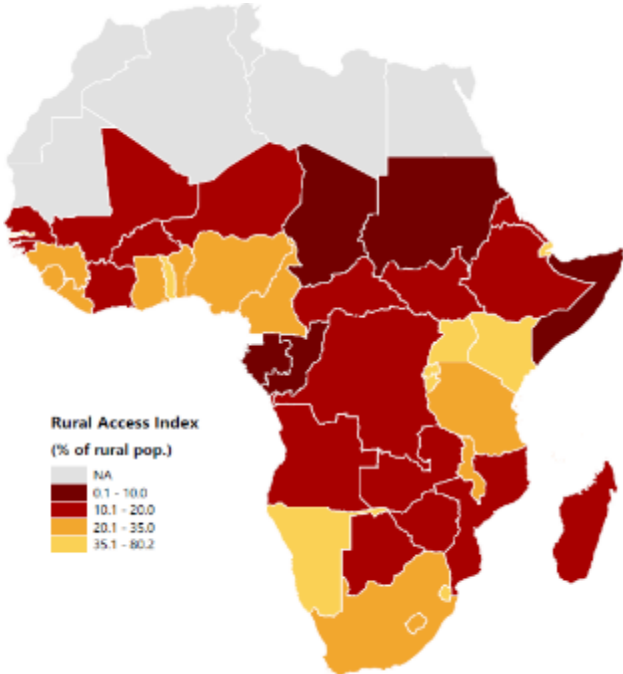 Rural Access Index
(% of rural pop.)
NA
0.1 - 10.0
10.1 - 20.0
20.1 - 35.0
35.1 - 80.2